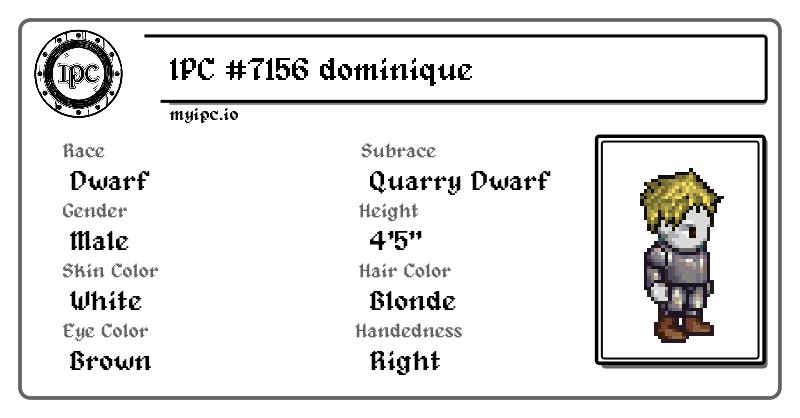 IPC
IPC #7156 dominique
myipc.io
Race
Subrace
Dwarf
Quarry Dwarf
Gender
Height
Male
4'5"
Skin Color
Hair Color
White
Blonde
Eye Color
Handedness
Brown
Right